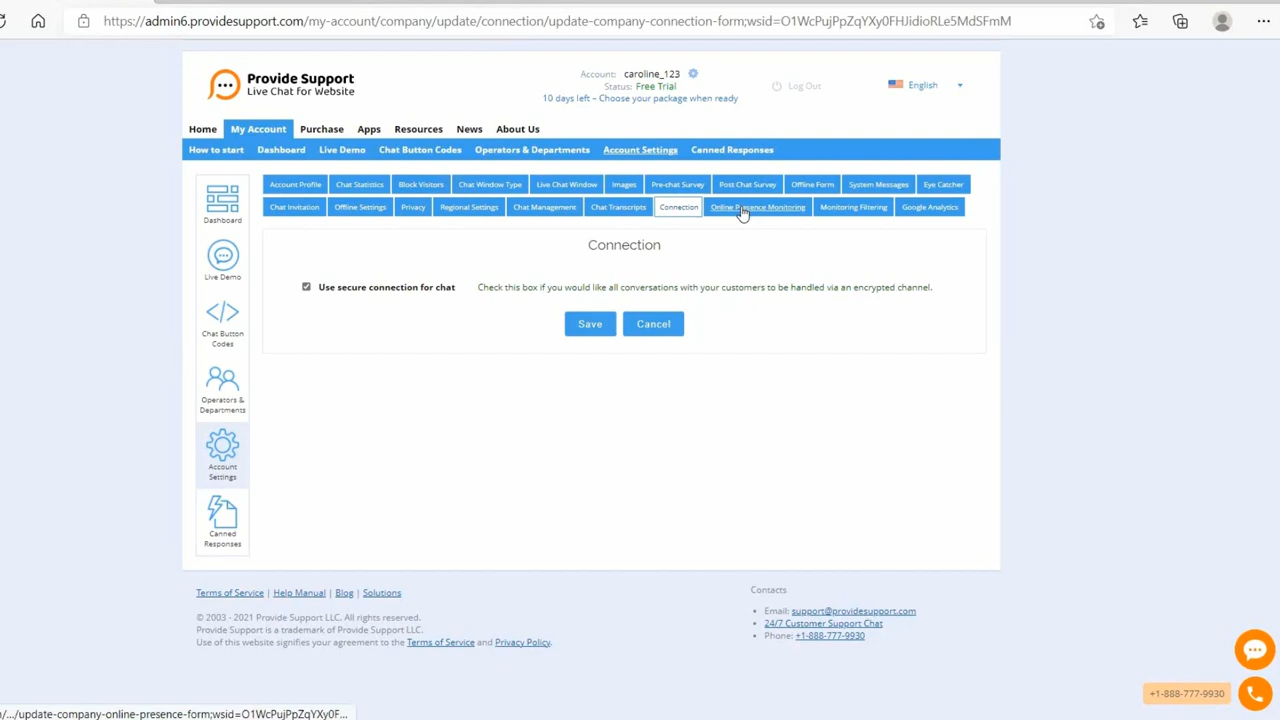 https://admin6.providesupport.com/my-account/company/update/connection/update-company-connection-form;wsid=O1WcPujPpZqYXy0FHJidioRLe5MdSFmM
Provide Support
Live Chat for Website
Account: caroline_123
Status: Free Trial
10 days left – Choose your package when ready
Log Out
English
Home My Account Purchase Apps Resources News About Us
How to start Dashboard Live Demo Chat Button Codes Operators & Departments Account Settings Canned Responses
Account Profile Chat Statistics Block Visitors Chat Window Type Live Chat Window Images Pre-chat Survey Post Chat Survey Offline Form System Messages Eye Catcher
Chat Invitation Offline Settings Privacy Regional Settings Chat Management Chat Transcripts Connection Online Presence Monitoring Monitoring Filtering Google Analytics
Dashboard
Live Demo
Chat Button
Codes
Operators &
Departments
Account
Settings
Canned
Responses
Connection
Use secure connection for chat Check this box if you would like all conversations with your customers to be handled via an encrypted channel.
Save Cancel
Terms of Service | Help Manual | Blog | Solutions
© 2003 - 2021 Provide Support LLC. All rights reserved.
Provide Support is a trademark of Provide Support LLC.
Use of this website signifies your agreement to the Terms of Service and Privacy Policy.
Contacts
Email: support@providesupport.com
24/7 Customer Support Chat
Phone: +1-888-777-9930
+1-888-777-9930
/.../update-company-online-presence-form;wsid=O1WcPujPpZqYXy0F...